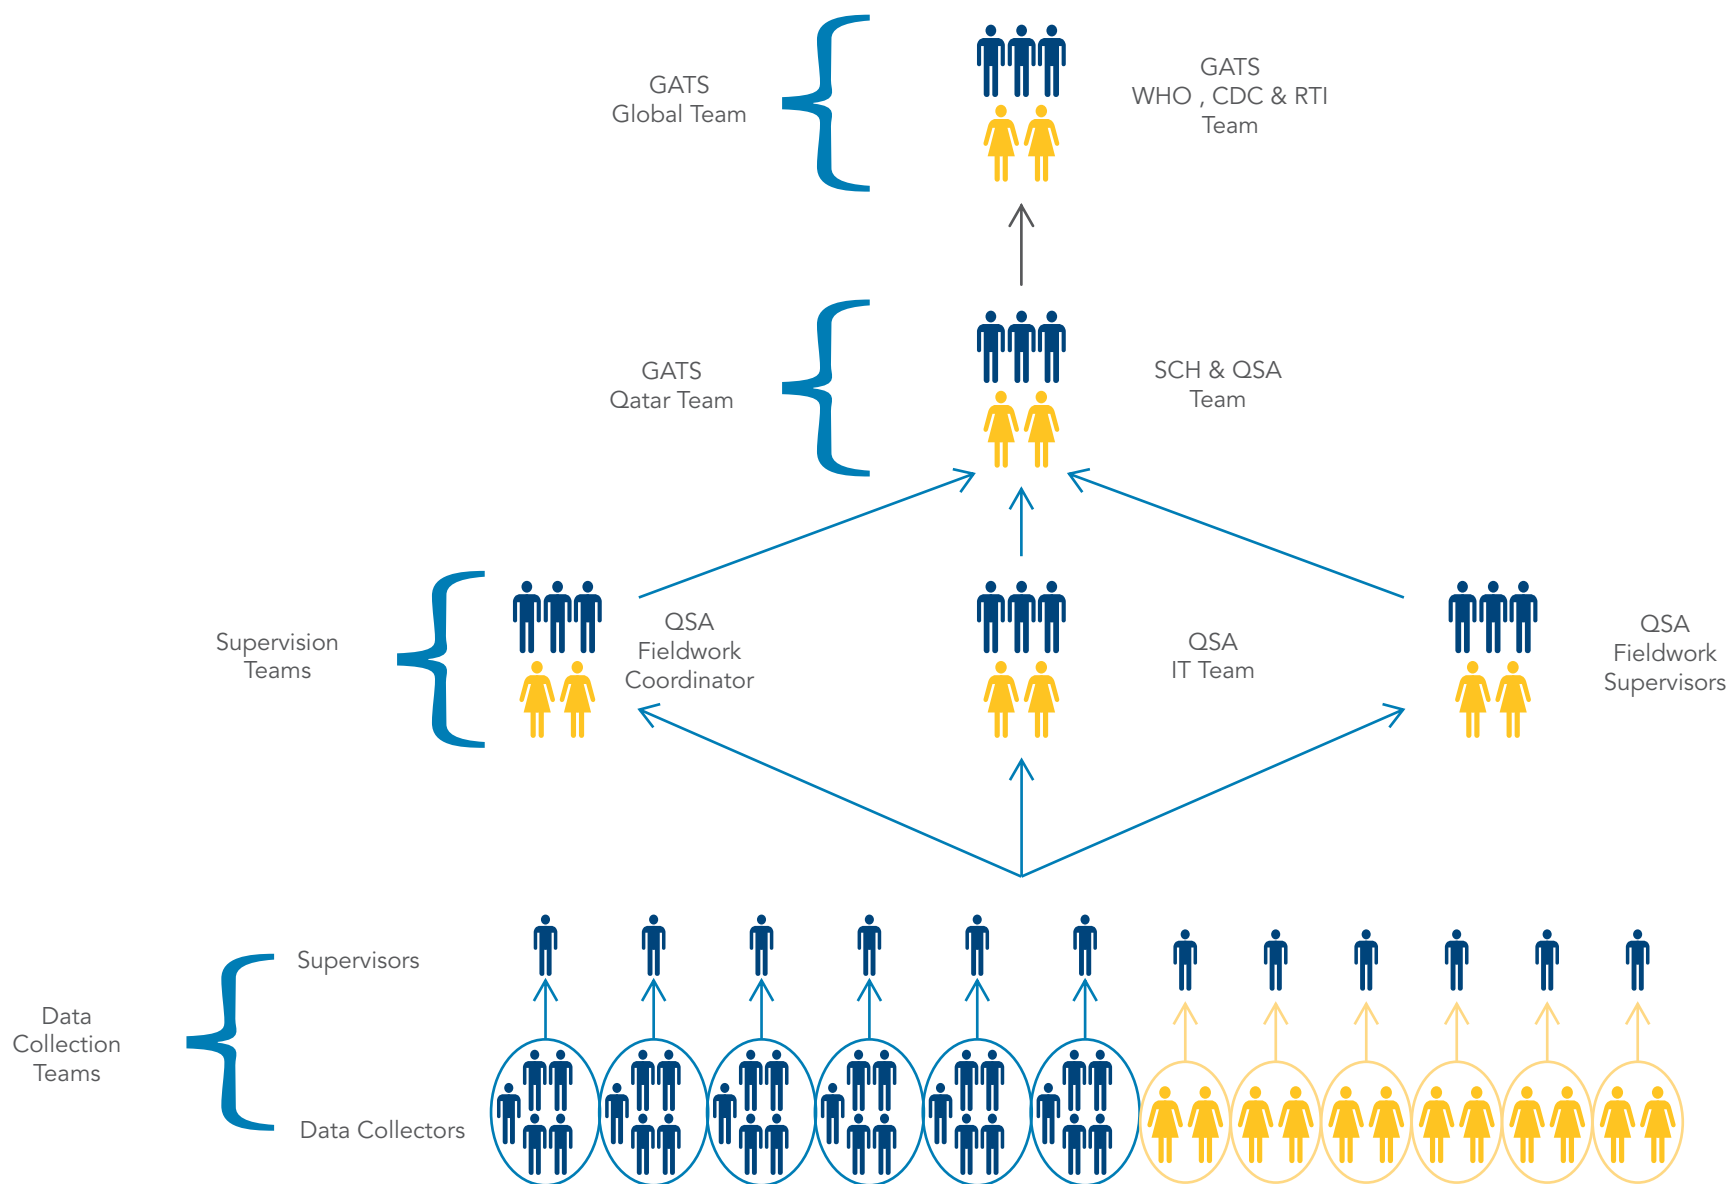 GATS
Global Team
GATS
WHO , CDC & RTI
Team
GATS
Qatar Team
SCH & QSA
Team
Supervision
Teams
QSA
Fieldwork
Coordinator
QSA
IT Team
QSA
Fieldwork
Supervisors
Data
Collection
Teams
Supervisors
Data Collectors